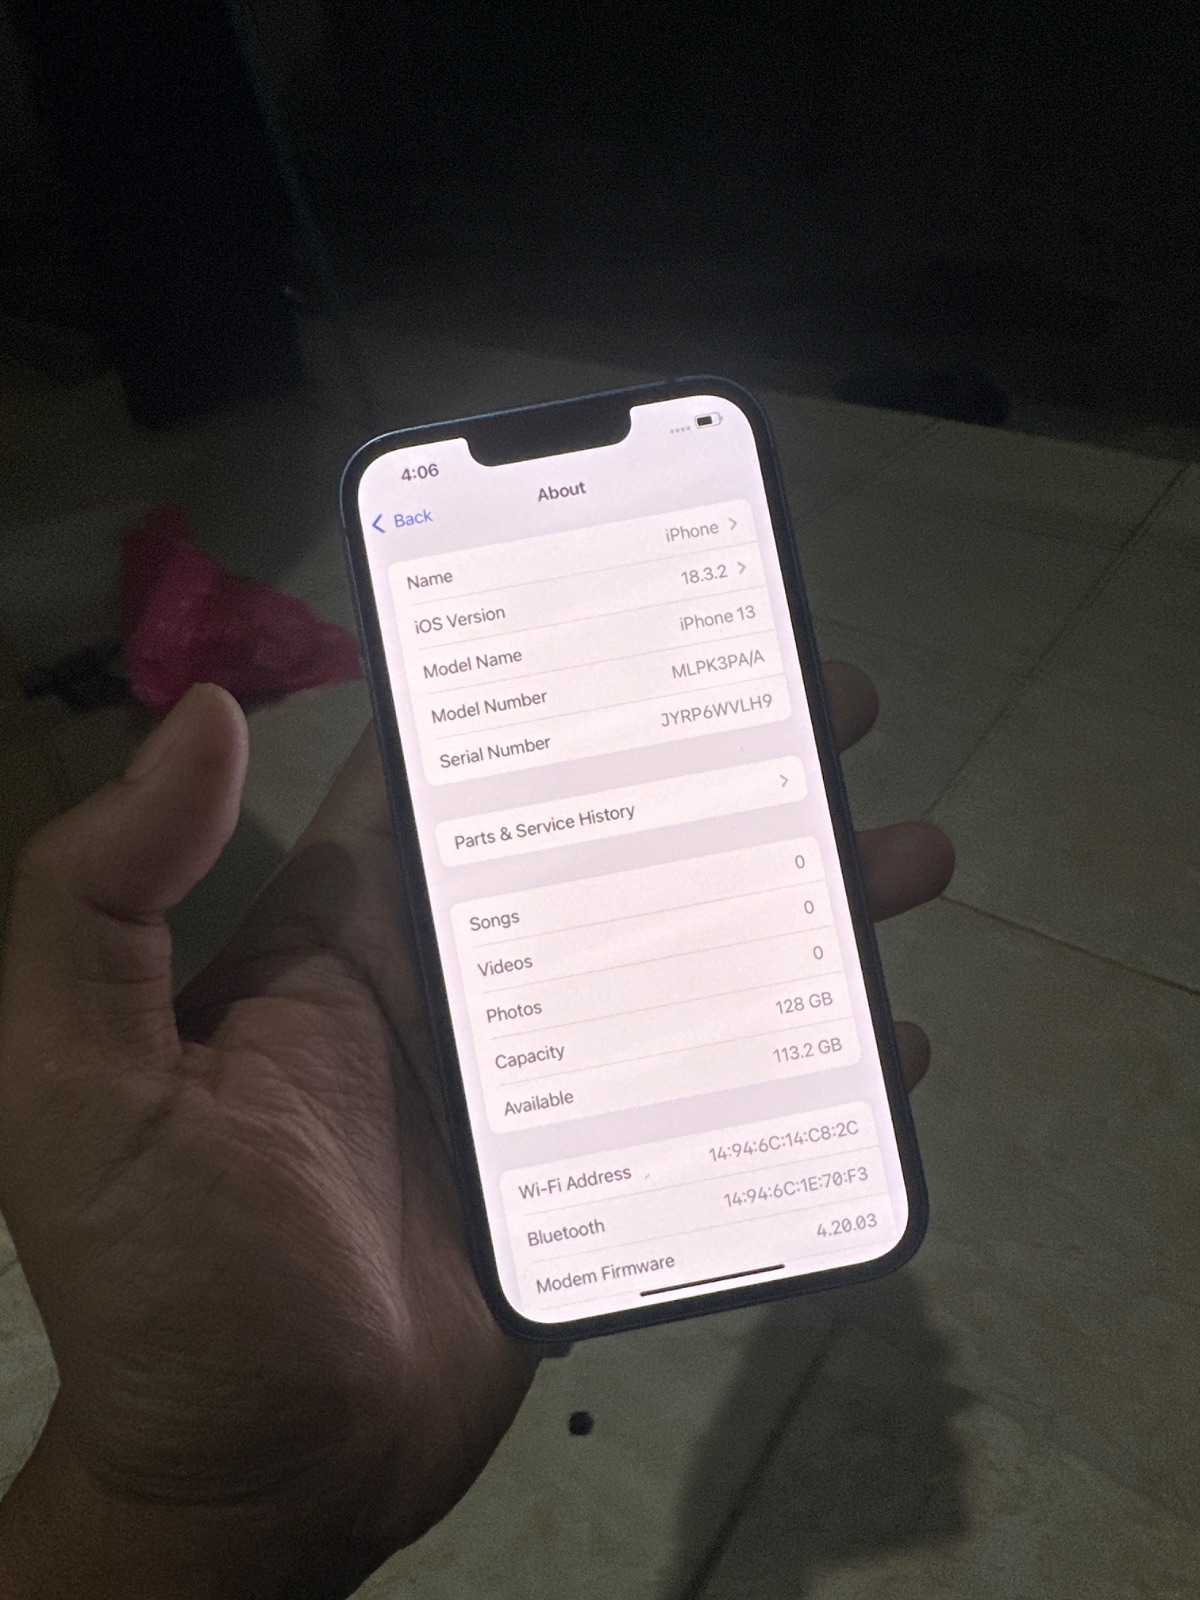 4:06
Back
About
Name iPhone
iOS Version 18.3.2
Model Name iPhone 13
Model Number MLPK3PA/A
Serial Number JYRP6WVLH9
Parts & Service History
Songs 0
Videos 0
Photos 0
Capacity 128 GB
Available 113.2 GB
Wi-Fi Address 14:94:6C:14:C8:2C
Bluetooth 14:94:6C:1E:70:F3
Modem Firmware 4.20.03